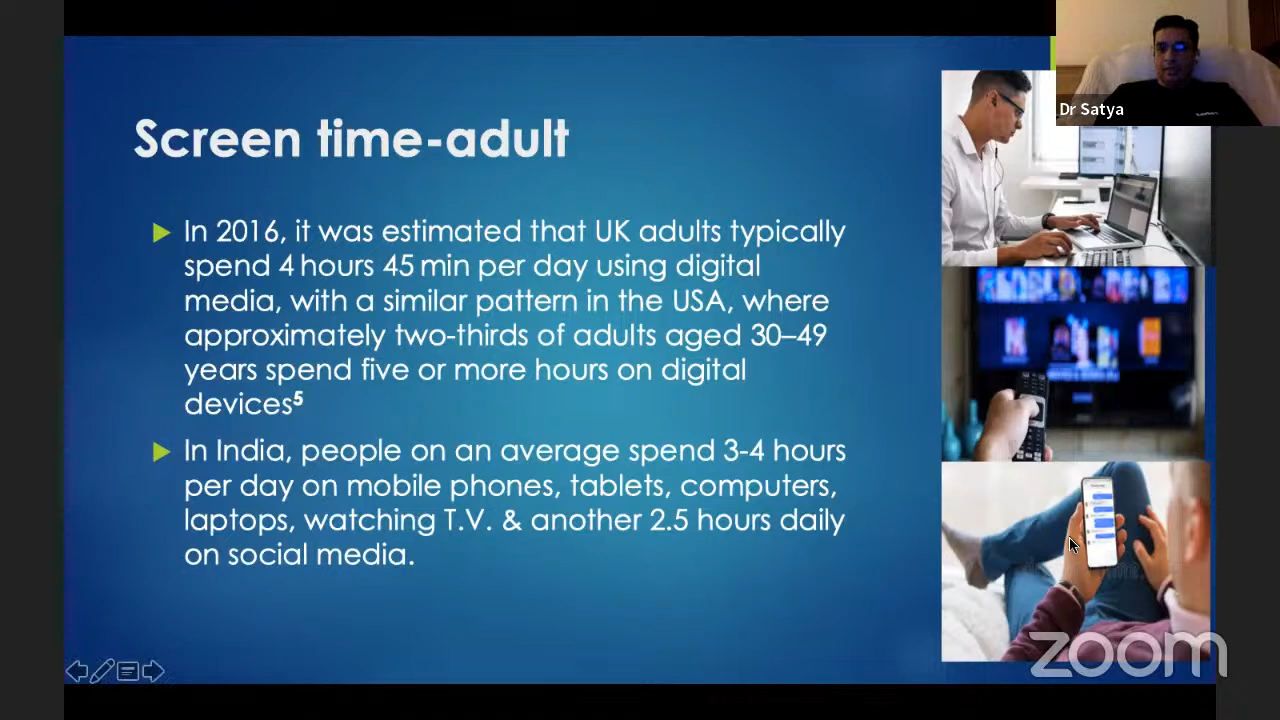 Dr Satya
Screen time-adult
In 2016, it was estimated that UK adults typically
spend 4 hours 45 min per day using digital
media, with a similar pattern in the USA, where
approximately two-thirds of adults aged 30–49
years spend five or more hours on digital
devices5
In India, people on an average spend 3-4 hours
per day on mobile phones, tablets, computers,
laptops, watching T.V. & another 2.5 hours daily
on social media.
zoom